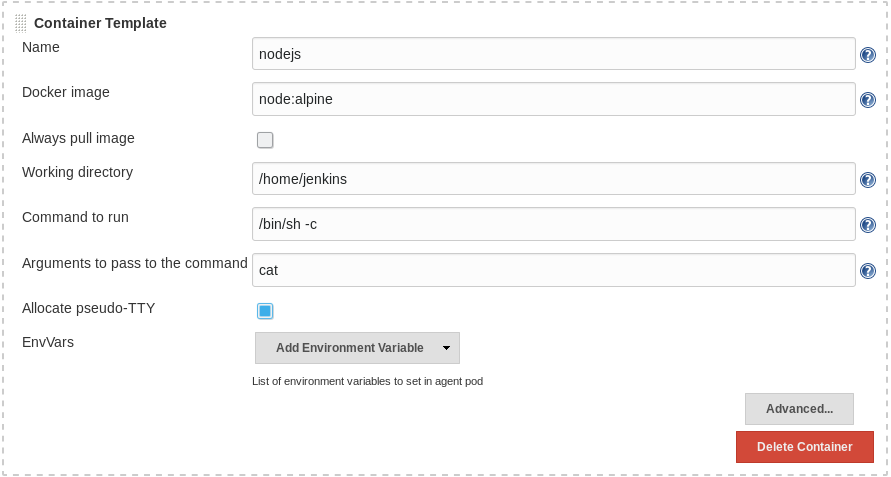 Container Template
Name
nodejs
?
Docker image
node:alpine
?
Always pull image
Working directory
/home/jenkins
?
Command to run
/bin/sh -c
?
Arguments to pass to the command
cat
?
Allocate pseudo-TTY
EnvVars
Add Environment Variable
List of environment variables to set in agent pod
Advanced...
Delete Container